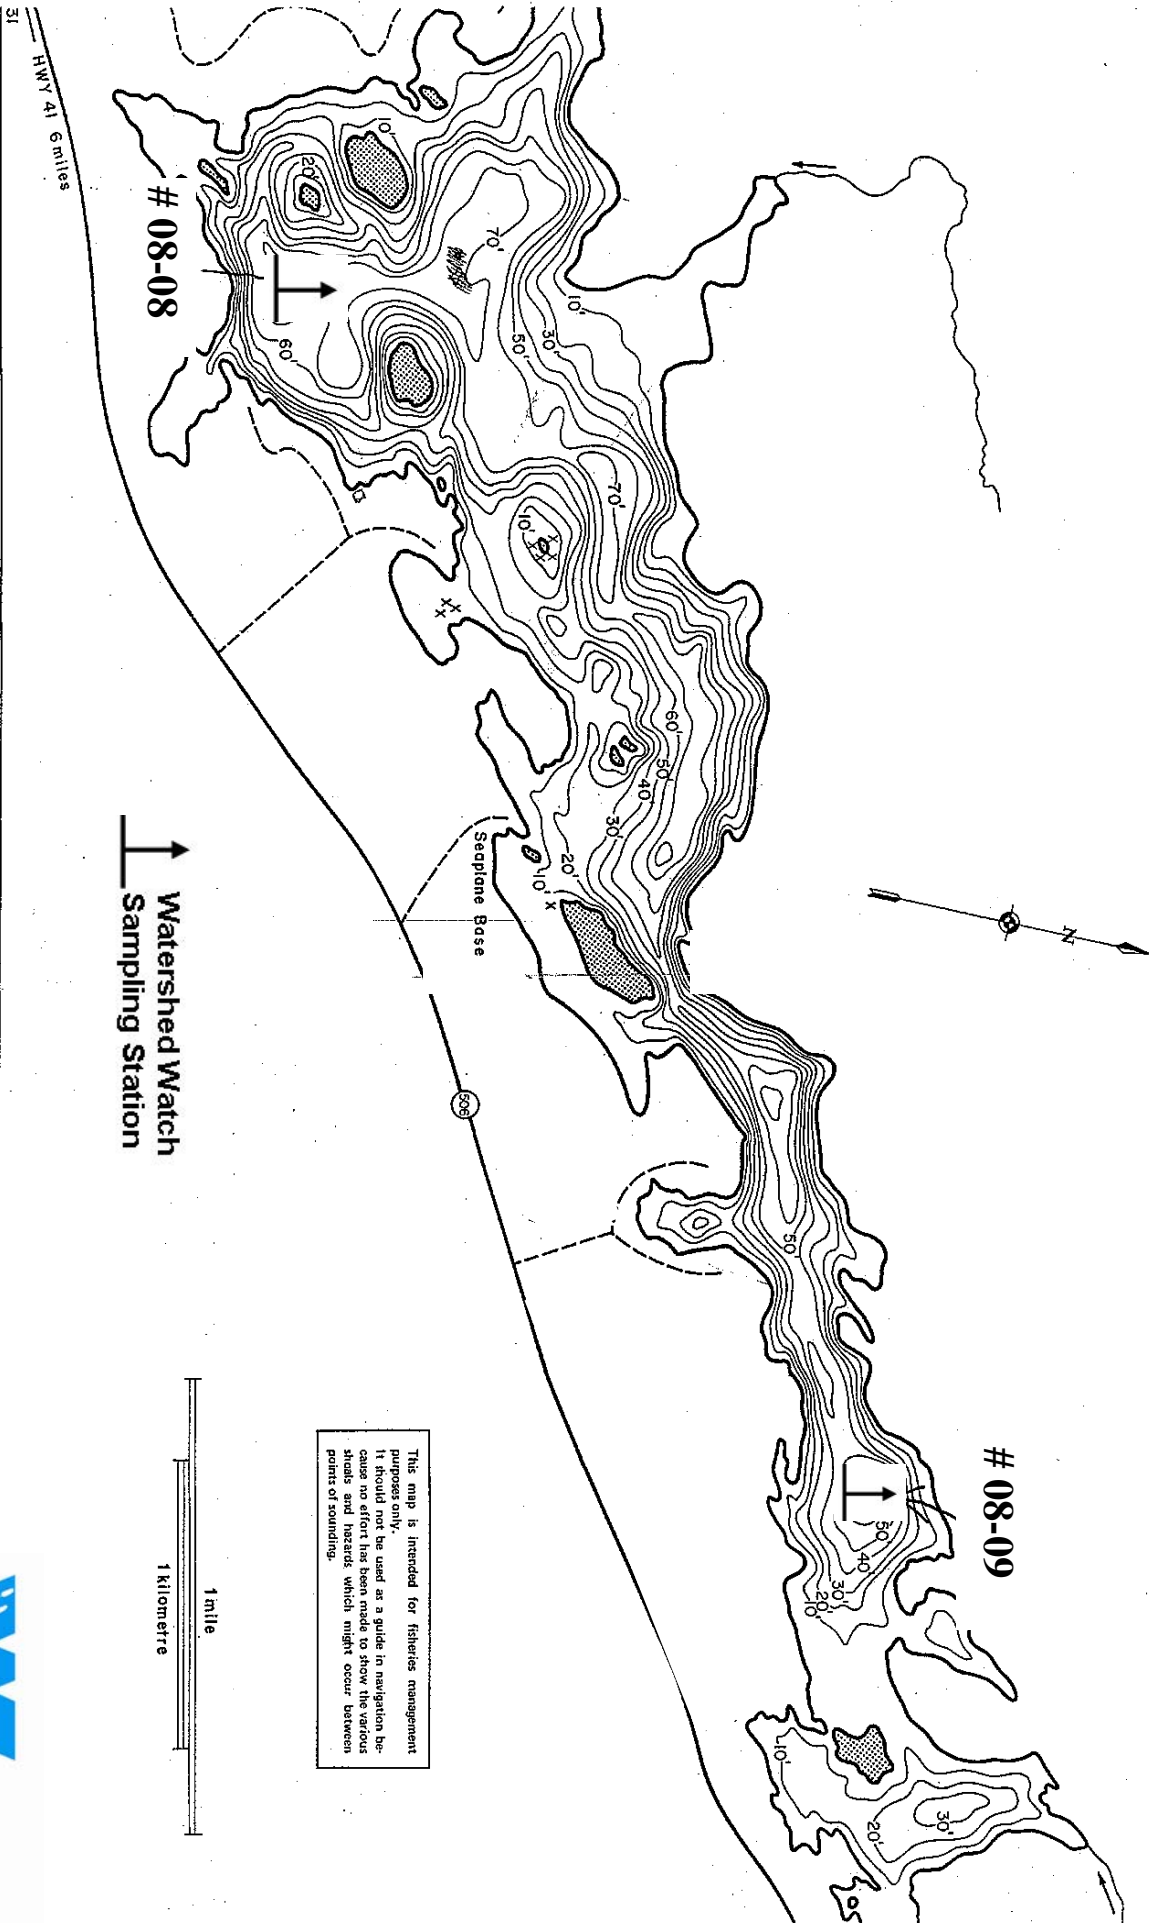 31
HWY 41 6 miles
# 08-08
10'
20'
70'
60'
10'
30'
50'
70'
10'
60'
50'
40'
30'
20'
10'
x
x
x
x
Seaplane Base
N
Watershed Watch
Sampling Station
506
50'
# 08-09
50
40'
30'
20'
10'
This map is intended for fisheries management
purposes only.
It should not be used as a guide in navigation be-
cause no effort has been made to show the various
shoals and hazards which might occur between
points of sounding.
1 mile
1 kilometre
10'
20'
30'